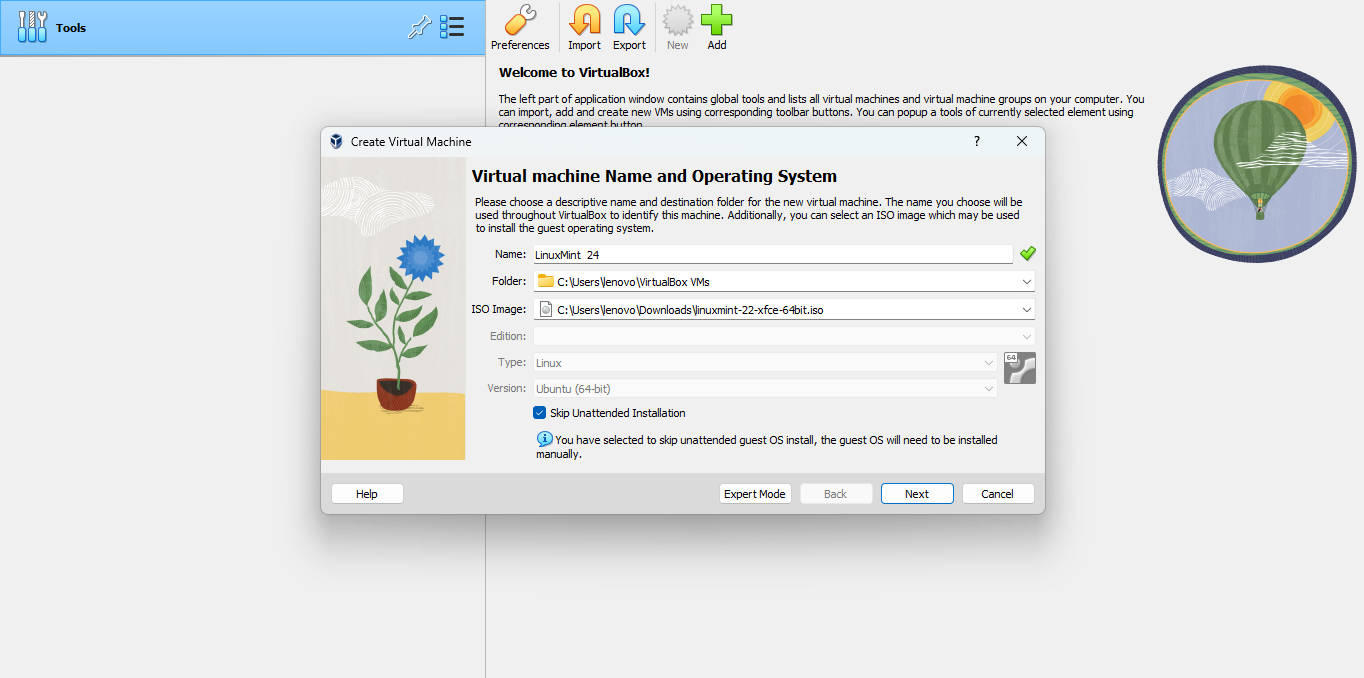 Tools
Preferences
Import
Export
New
Add
Welcome to VirtualBox!
The left part of application window contains global tools and lists all virtual machines and virtual machine groups on your computer. You
can import, add and create new VMs using corresponding toolbar buttons. You can popup a tools of currently selected element using
corresponding element button.
Create Virtual Machine
?
Virtual machine Name and Operating System
Please choose a descriptive name and destination folder for the new virtual machine. The name you choose will be
used throughout VirtualBox to identify this machine. Additionally, you can select an ISO image which may be used
to install the guest operating system.
Name: LinuxMint 24
Folder: C:\Users\lenovo\VirtualBox VMs
ISO Image: C:\Users\lenovo\Downloads\linuxmint-22-xfce-64bit.iso
Edition:
Type: Linux
64
Version: Ubuntu (64-bit)
Skip Unattended Installation
You have selected to skip unattended guest OS install, the guest OS will need to be installed
manually.
Help
Expert Mode
Back
Next
Cancel